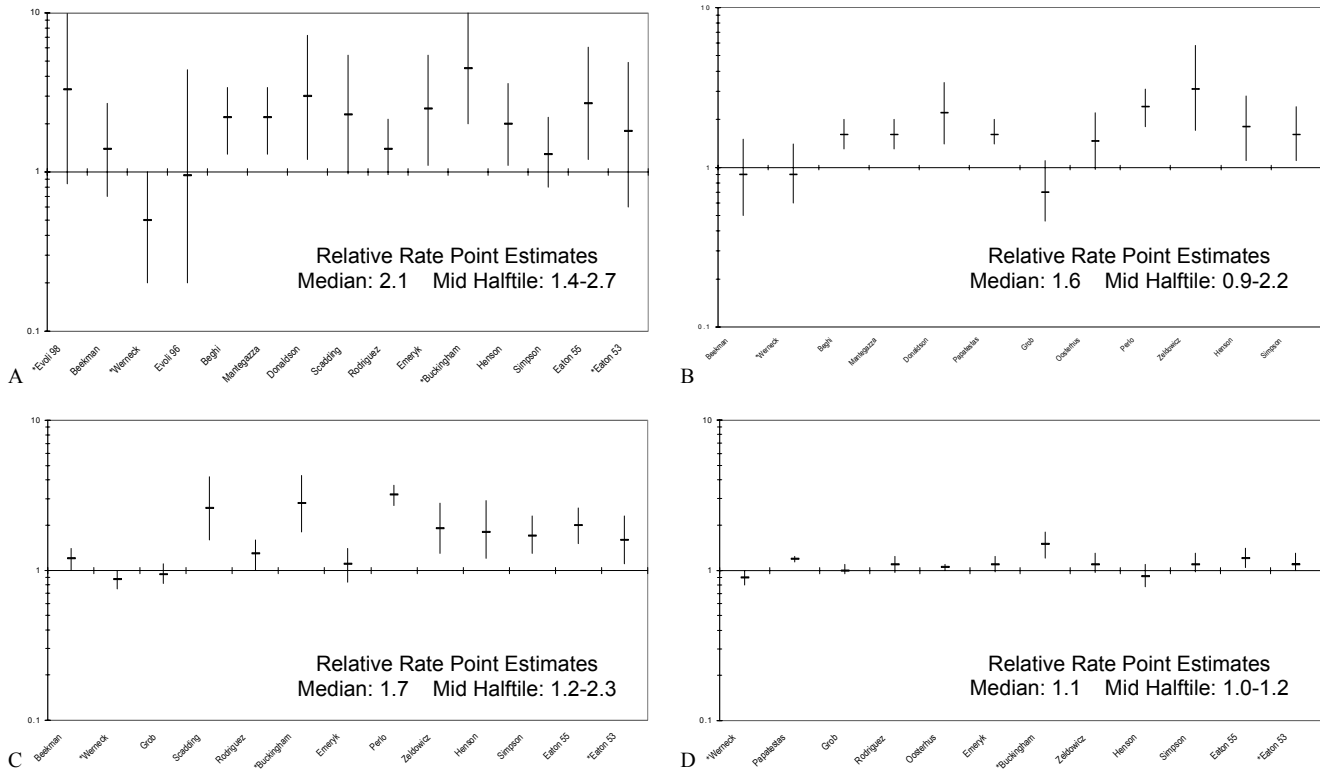 10
1
0.1
Relative Rate Point Estimates
Median: 2.1 Mid Halftile: 1.4-2.7
*Evoli 98
Beekman
*Werneck
Evoli 96
Beghi
Mantegazza
Donaldson
Scadding
Rodriguez
Emeryk
*Buckingham
Henson
Simpson
Eaton 55
*Eaton 53
A
10
1
0.1
Relative Rate Point Estimates
Median: 1.6 Mid Halftile: 0.9-2.2
Beekman
*Werneck
Beghi
Mantegazza
Donaldson
Papatestas
Grob
Oosterhus
Perlo
Zeldowicz
Henson
Simpson
B
10
1
0.1
Relative Rate Point Estimates
Median: 1.7 Mid Halftile: 1.2-2.3
Beekman
*Werneck
Grob
Scadding
Rodriguez
*Buckingham
Emeryk
Perlo
Zeldowicz
Henson
Simpson
Eaton 55
*Eaton 53
C
10
1
0.1
Relative Rate Point Estimates
Median: 1.1 Mid Halftile: 1.0-1.2
*Werneck
Papatestas
Grob
Rodriguez
Oosterhus
Emeryk
*Buckingham
Zeldowicz
Henson
Simpson
Eaton 55
*Eaton 53
D